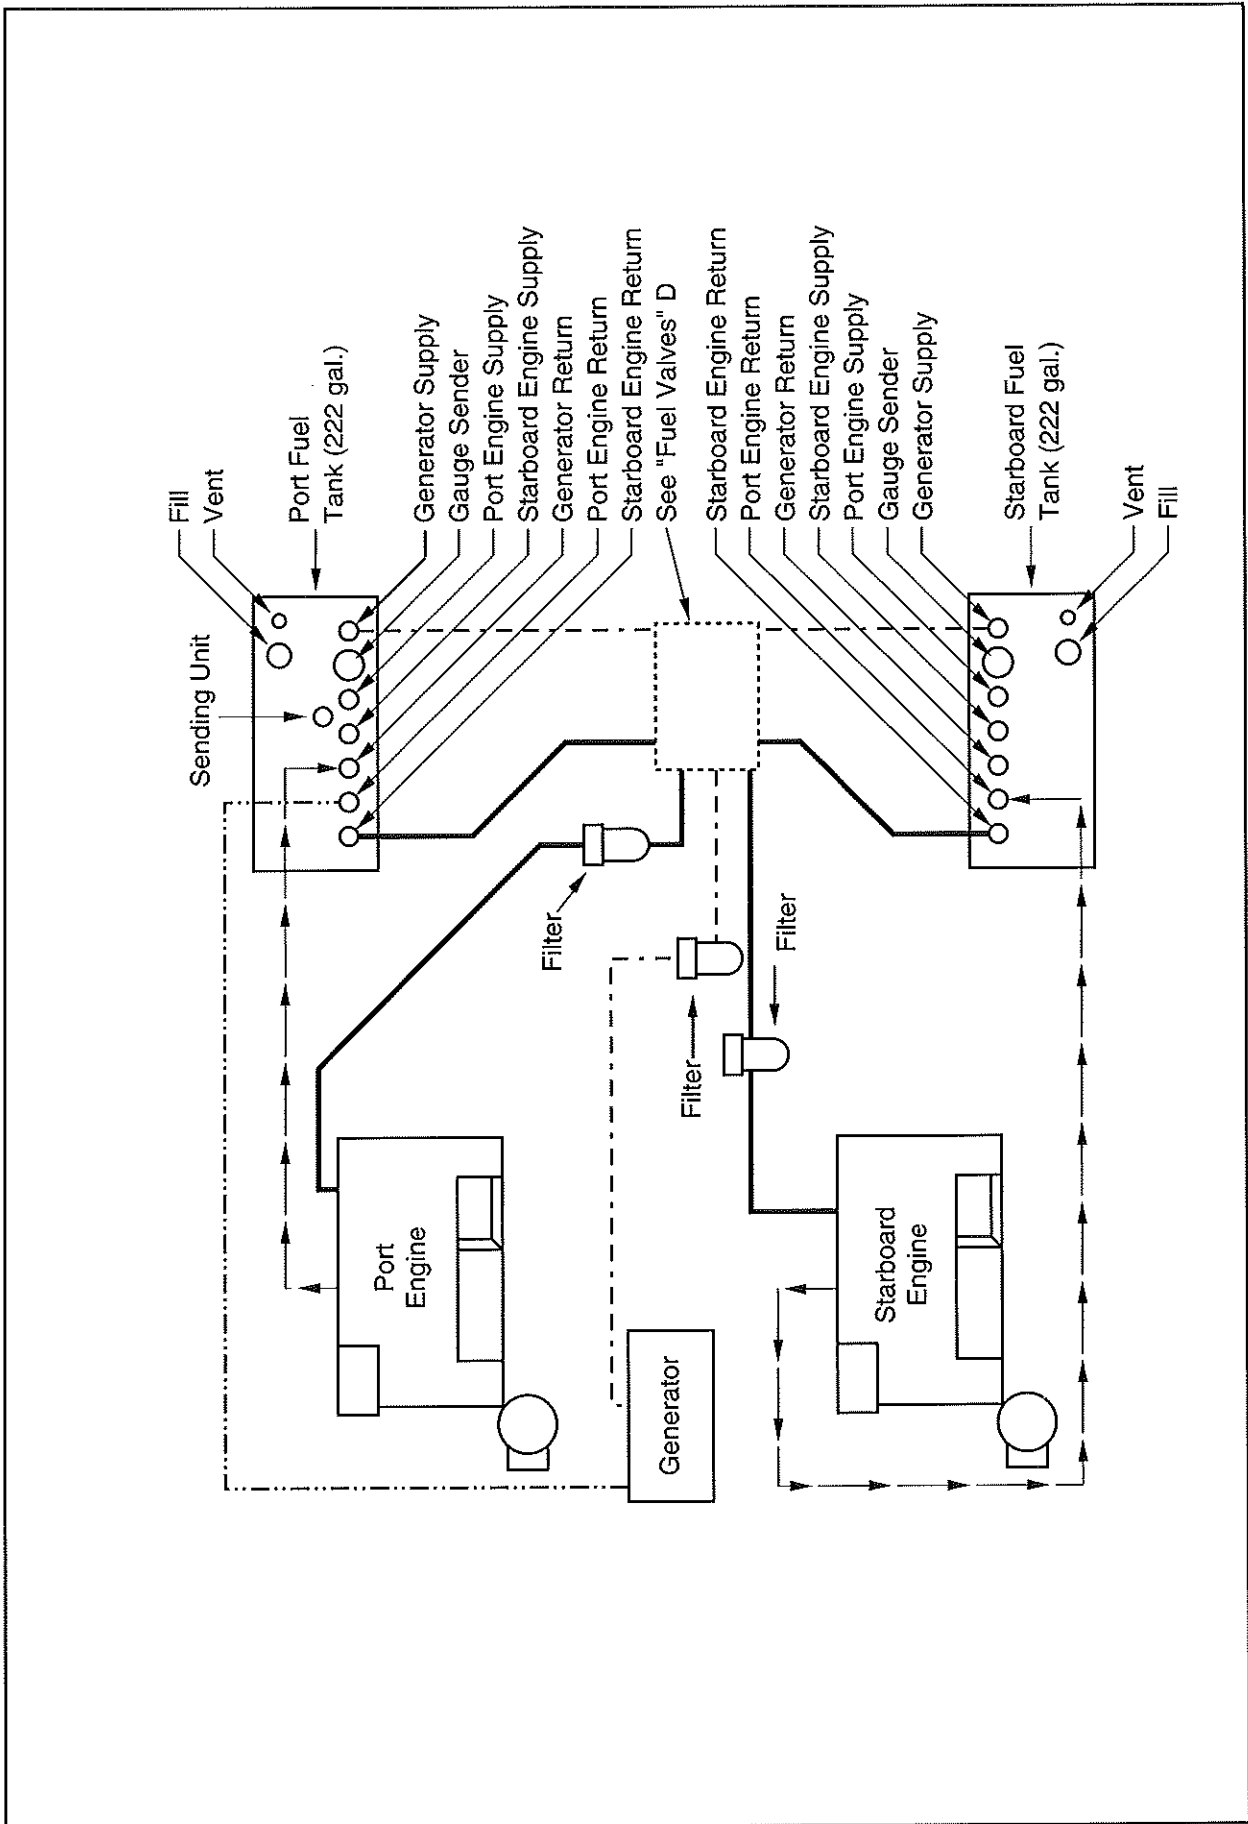 Fill
Vent
Port Fuel
Tank (222 gal.)
Sending Unit
Generator Supply
Gauge Sender
Port Engine Supply
Starboard Engine Supply
Generator Return
Port Engine Return
Starboard Engine Return
See "Fuel Valves" D
Starboard Engine Return
Port Engine Return
Generator Return
Starboard Engine Supply
Port Engine Supply
Gauge Sender
Generator Supply
Starboard Fuel
Tank (222 gal.)
Vent
Fill
Filter
Filter
Filter
Port
Engine
Generator
Starboard
Engine